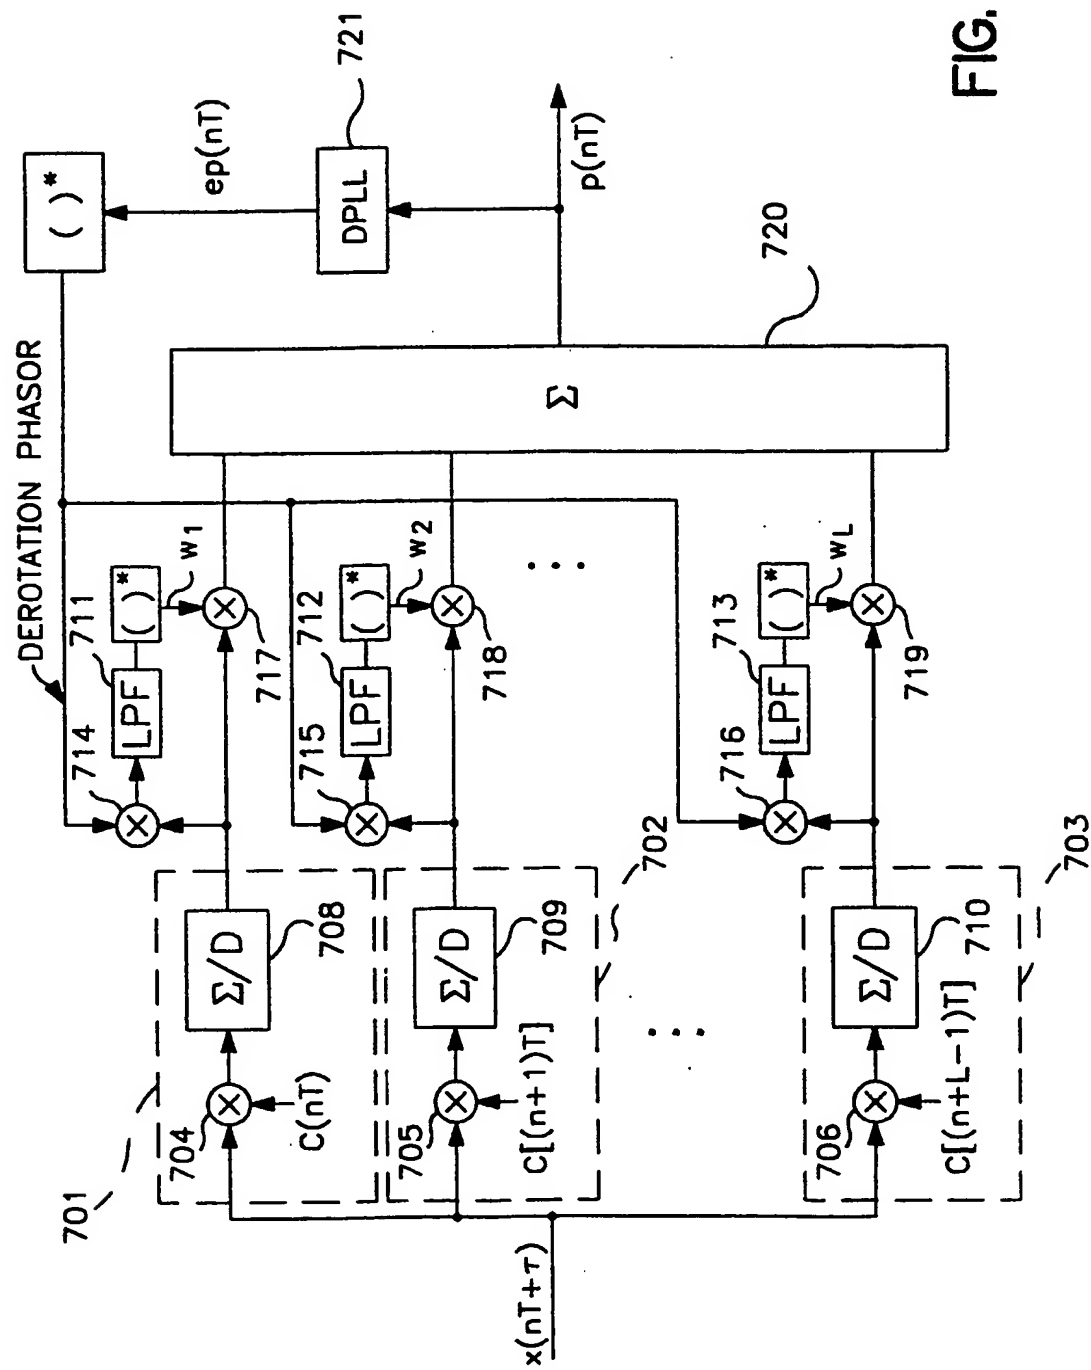 ( )*
ep(nT)
721
DPLL
p(nT)
FIG.
DEROTATION PHASOR
720
Σ
711
714
LPF
( )*
w1
717
712
715
LPF
( )*
w2
718
. . .
713
716
LPF
( )*
wL
719
701
704
C(nT)
Σ/D
708
702
705
C[(n+1)T]
Σ/D
709
. . .
703
706
C[(n+L-1)T]
Σ/D
710
x(nT+τ)